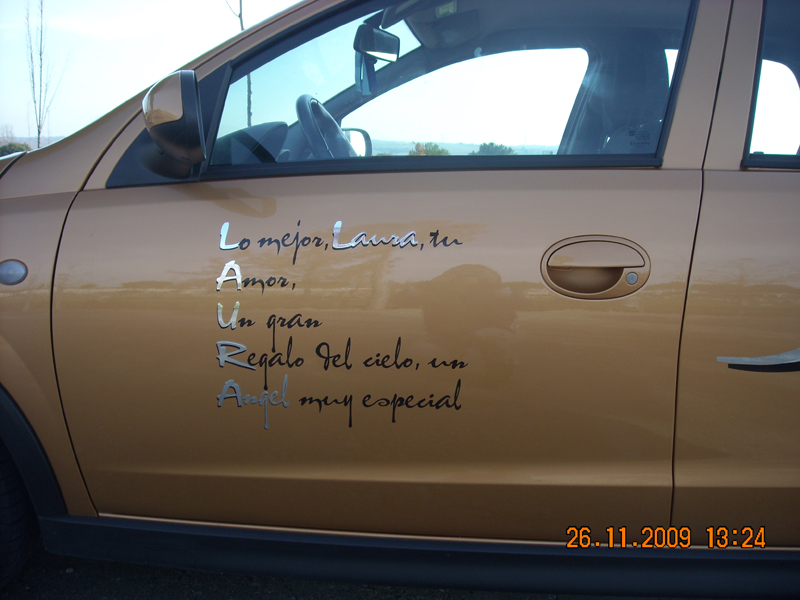 Lo mejor, Laura, tu
Amor,
Un gran
Regalo del cielo, un
Angel muy especial
26.11.2009 13:24